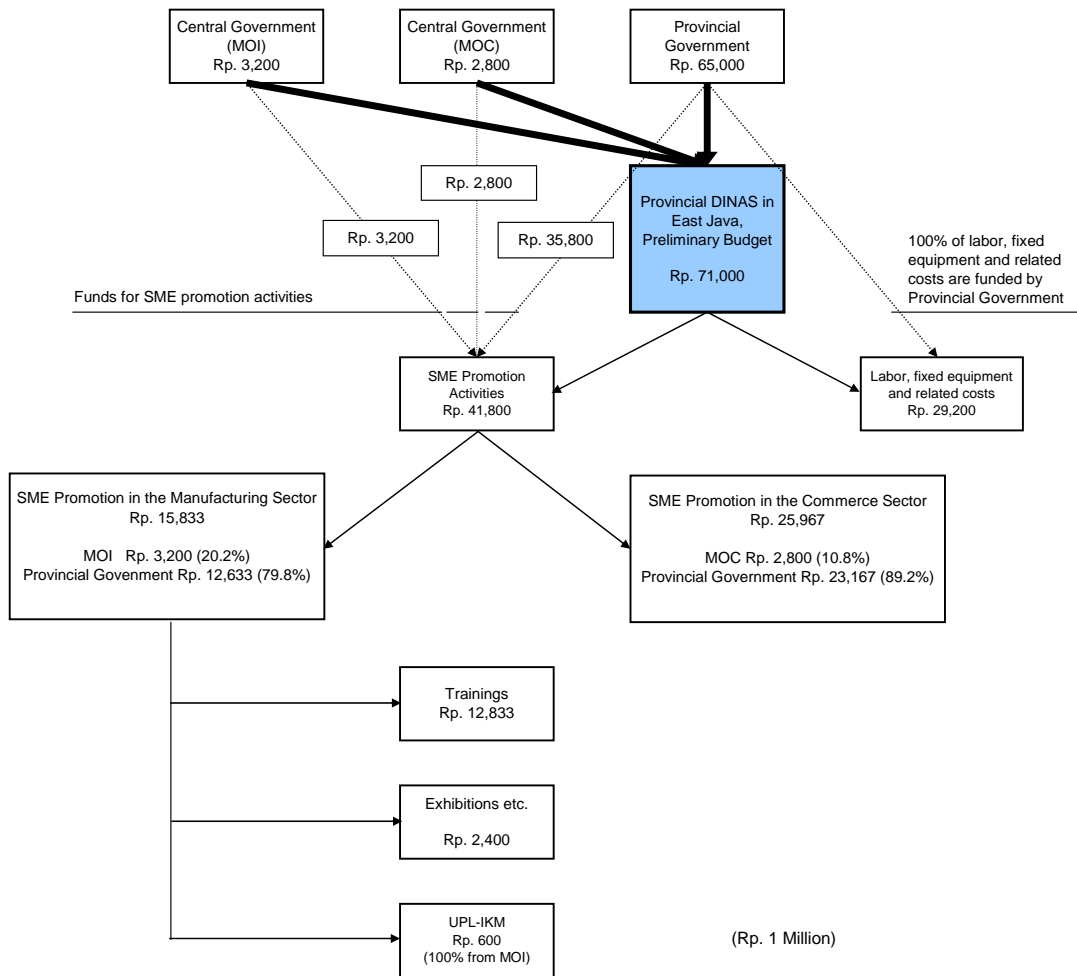 Central Government
(MOI)
Rp. 3,200
Central Government
(MOC)
Rp. 2,800
Provincial
Government
Rp. 65,000
Rp. 2,800
Rp. 3,200
Rp. 35,800
Provincial DINAS in
East Java,
Preliminary Budget
Rp. 71,000
100% of labor, fixed
equipment and related
costs are funded by
Provincial Government
Funds for SME promotion activities
SME Promotion
Activities
Rp. 41,800
Labor, fixed equipment
and related costs
Rp. 29,200
SME Promotion in the Manufacturing Sector
Rp. 15,833
MOI Rp. 3,200 (20.2%)
Provincial Govenment Rp. 12,633 (79.8%)
SME Promotion in the Commerce Sector
Rp. 25,967
MOC Rp. 2,800 (10.8%)
Provincial Government Rp. 23,167 (89.2%)
Trainings
Rp. 12,833
Exhibitions etc.
Rp. 2,400
UPL-IKM
Rp. 600
(100% from MOI)
(Rp. 1 Million)